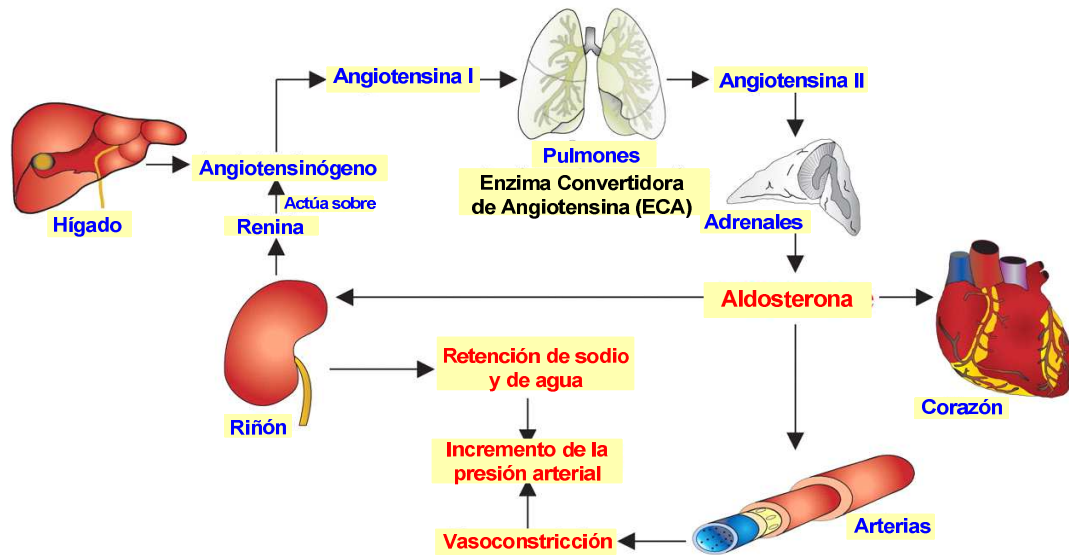 Angiotensina I
Angiotensina II
Pulmones
Enzima Convertidora
de Angiotensina (ECA)
Angiotensinógeno
Actúa sobre
Renina
Hígado
Adrenales
Aldosterona
Retención de sodio
y de agua
Riñón
Corazón
Incremento de la
presión arterial
Vasoconstricción
Arterias